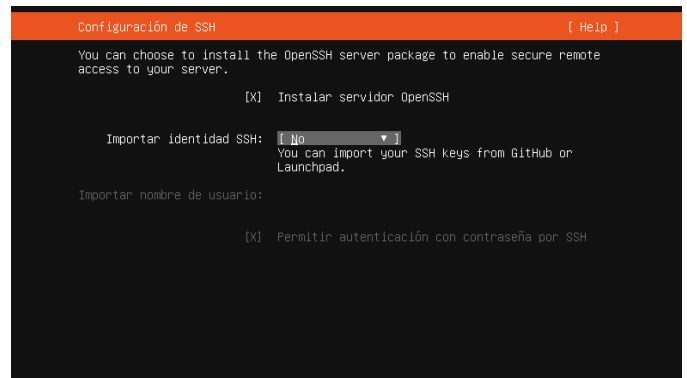 Configuración de SSH [ Help ]
You can choose to install the OpenSSH server package to enable secure remote
access to your server.
[X] Instalar servidor OpenSSH
Importar identidad SSH: [ No ▼ ]
You can import your SSH keys from GitHub or
Launchpad.
Importar nombre de usuario:
[X] Permitir autenticación con contraseña por SSH